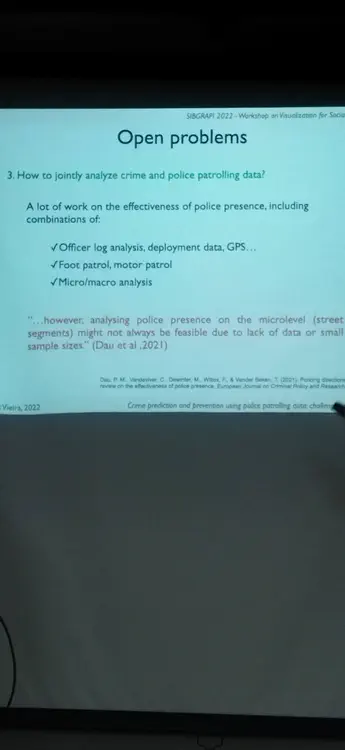 SIBGRAPI 2022 - Workshop on Visualization for Socia
Open problems
3. How to jointly analyze crime and police patrolling data?
A lot of work on the effectiveness of police presence, including
combinations of:
✓Officer log analysis, deployment data, GPS…
✓Foot patrol, motor patrol
✓Micro/macro analysis
“…however, analysing police presence on the microlevel (street
segments) might not always be feasible due to lack of data or small
sample sizes.” (Dau et al ,2021)
Dau, P. M., Vandeviver, C., Dewinter, M., Witlox, F., & Vander Beken, T. (2021). Policing directions
review on the effectiveness of police presence. European Journal on Criminal Policy and Research
Vieira, 2022
Crime prediction and prevention using police patrolling data: challen